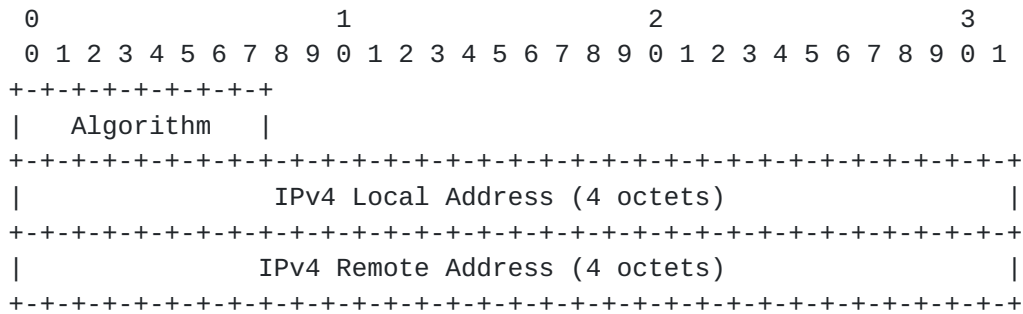 0                   1                   2                   3
 0 1 2 3 4 5 6 7 8 9 0 1 2 3 4 5 6 7 8 9 0 1 2 3 4 5 6 7 8 9 0 1
+-+-+-+-+-+-+-+-+
|   Algorithm   |
+-+-+-+-+-+-+-+-+-+-+-+-+-+-+-+-+-+-+-+-+-+-+-+-+-+-+-+-+-+-+-+-+
|                IPv4 Local Address (4 octets)                  |
+-+-+-+-+-+-+-+-+-+-+-+-+-+-+-+-+-+-+-+-+-+-+-+-+-+-+-+-+-+-+-+-+
|               IPv4 Remote Address (4 octets)                  |
+-+-+-+-+-+-+-+-+-+-+-+-+-+-+-+-+-+-+-+-+-+-+-+-+-+-+-+-+-+-+-+-+